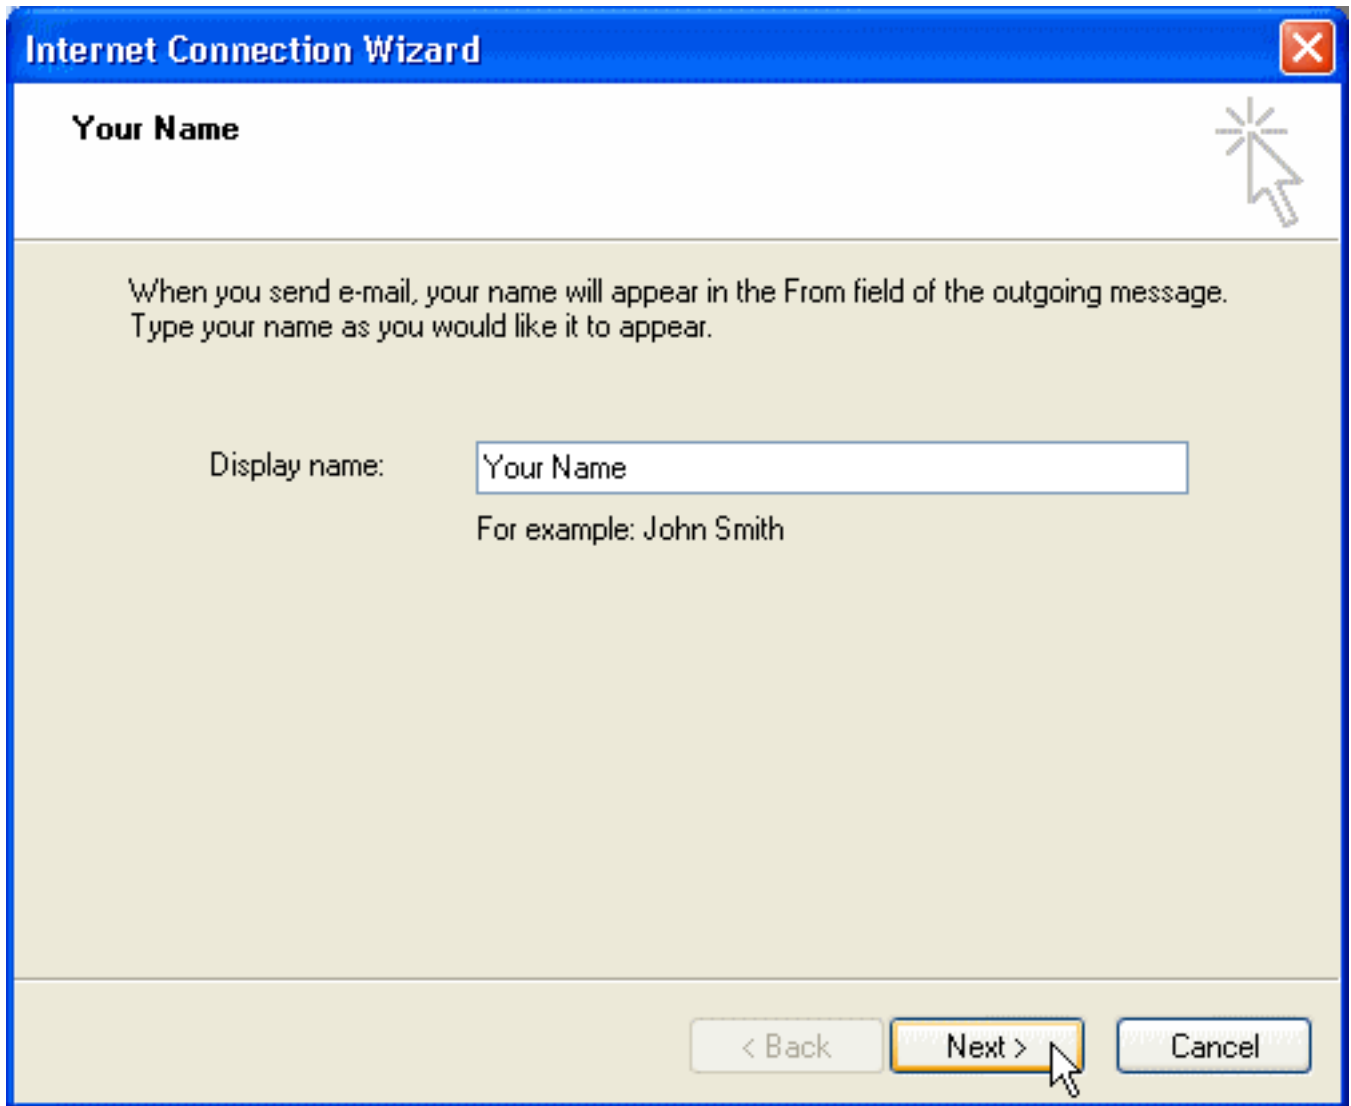 Internet Connection Wizard
Your Name
When you send e-mail, your name will appear in the From field of the outgoing message.
Type your name as you would like it to appear.
Display name: Your Name
For example: John Smith
< Back Next > Cancel